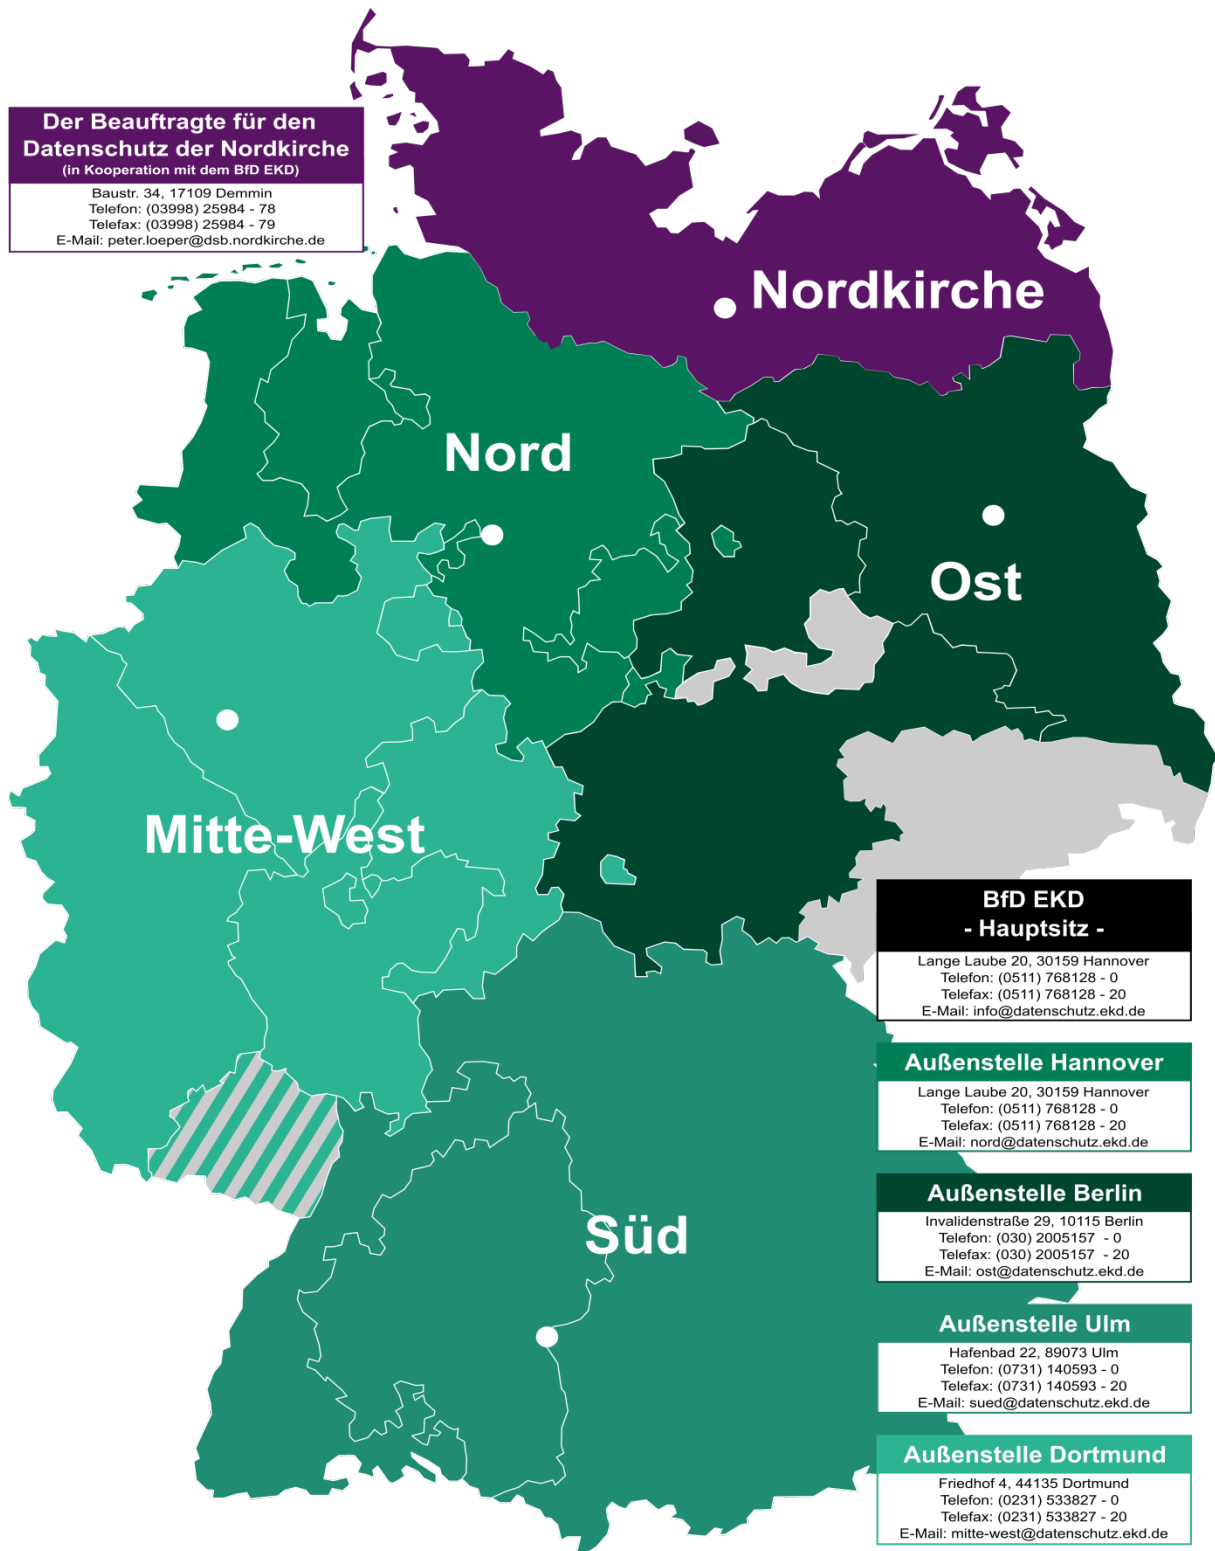 Der Beauftragte für den
Datenschutz der Nordkirche
(in Kooperation mit dem BfD EKD)
Baustr. 34, 17109 Demmin
Telefon: (03998) 25984 - 78
Telefax: (03998) 25984 - 79
E-Mail: peter.loeper@dsb.nordkirche.de
Nordkirche
Nord
Ost
Mitte-West
Süd
BfD EKD
- Hauptsitz -
Lange Laube 20, 30159 Hannover
Telefon: (0511) 768128 - 0
Telefax: (0511) 768128 - 20
E-Mail: info@datenschutz.ekd.de
Außenstelle Hannover
Lange Laube 20, 30159 Hannover
Telefon: (0511) 768128 - 0
Telefax: (0511) 768128 - 20
E-Mail: nord@datenschutz.ekd.de
Außenstelle Berlin
Invalidenstraße 29, 10115 Berlin
Telefon: (030) 2005157 - 0
Telefax: (030) 2005157 - 20
E-Mail: ost@datenschutz.ekd.de
Außenstelle Ulm
Hafenbad 22, 89073 Ulm
Telefon: (0731) 140593 - 0
Telefax: (0731) 140593 - 20
E-Mail: sued@datenschutz.ekd.de
Außenstelle Dortmund
Friedhof 4, 44135 Dortmund
Telefon: (0231) 533827 - 0
Telefax: (0231) 533827 - 20
E-Mail: mitte-west@datenschutz.ekd.de